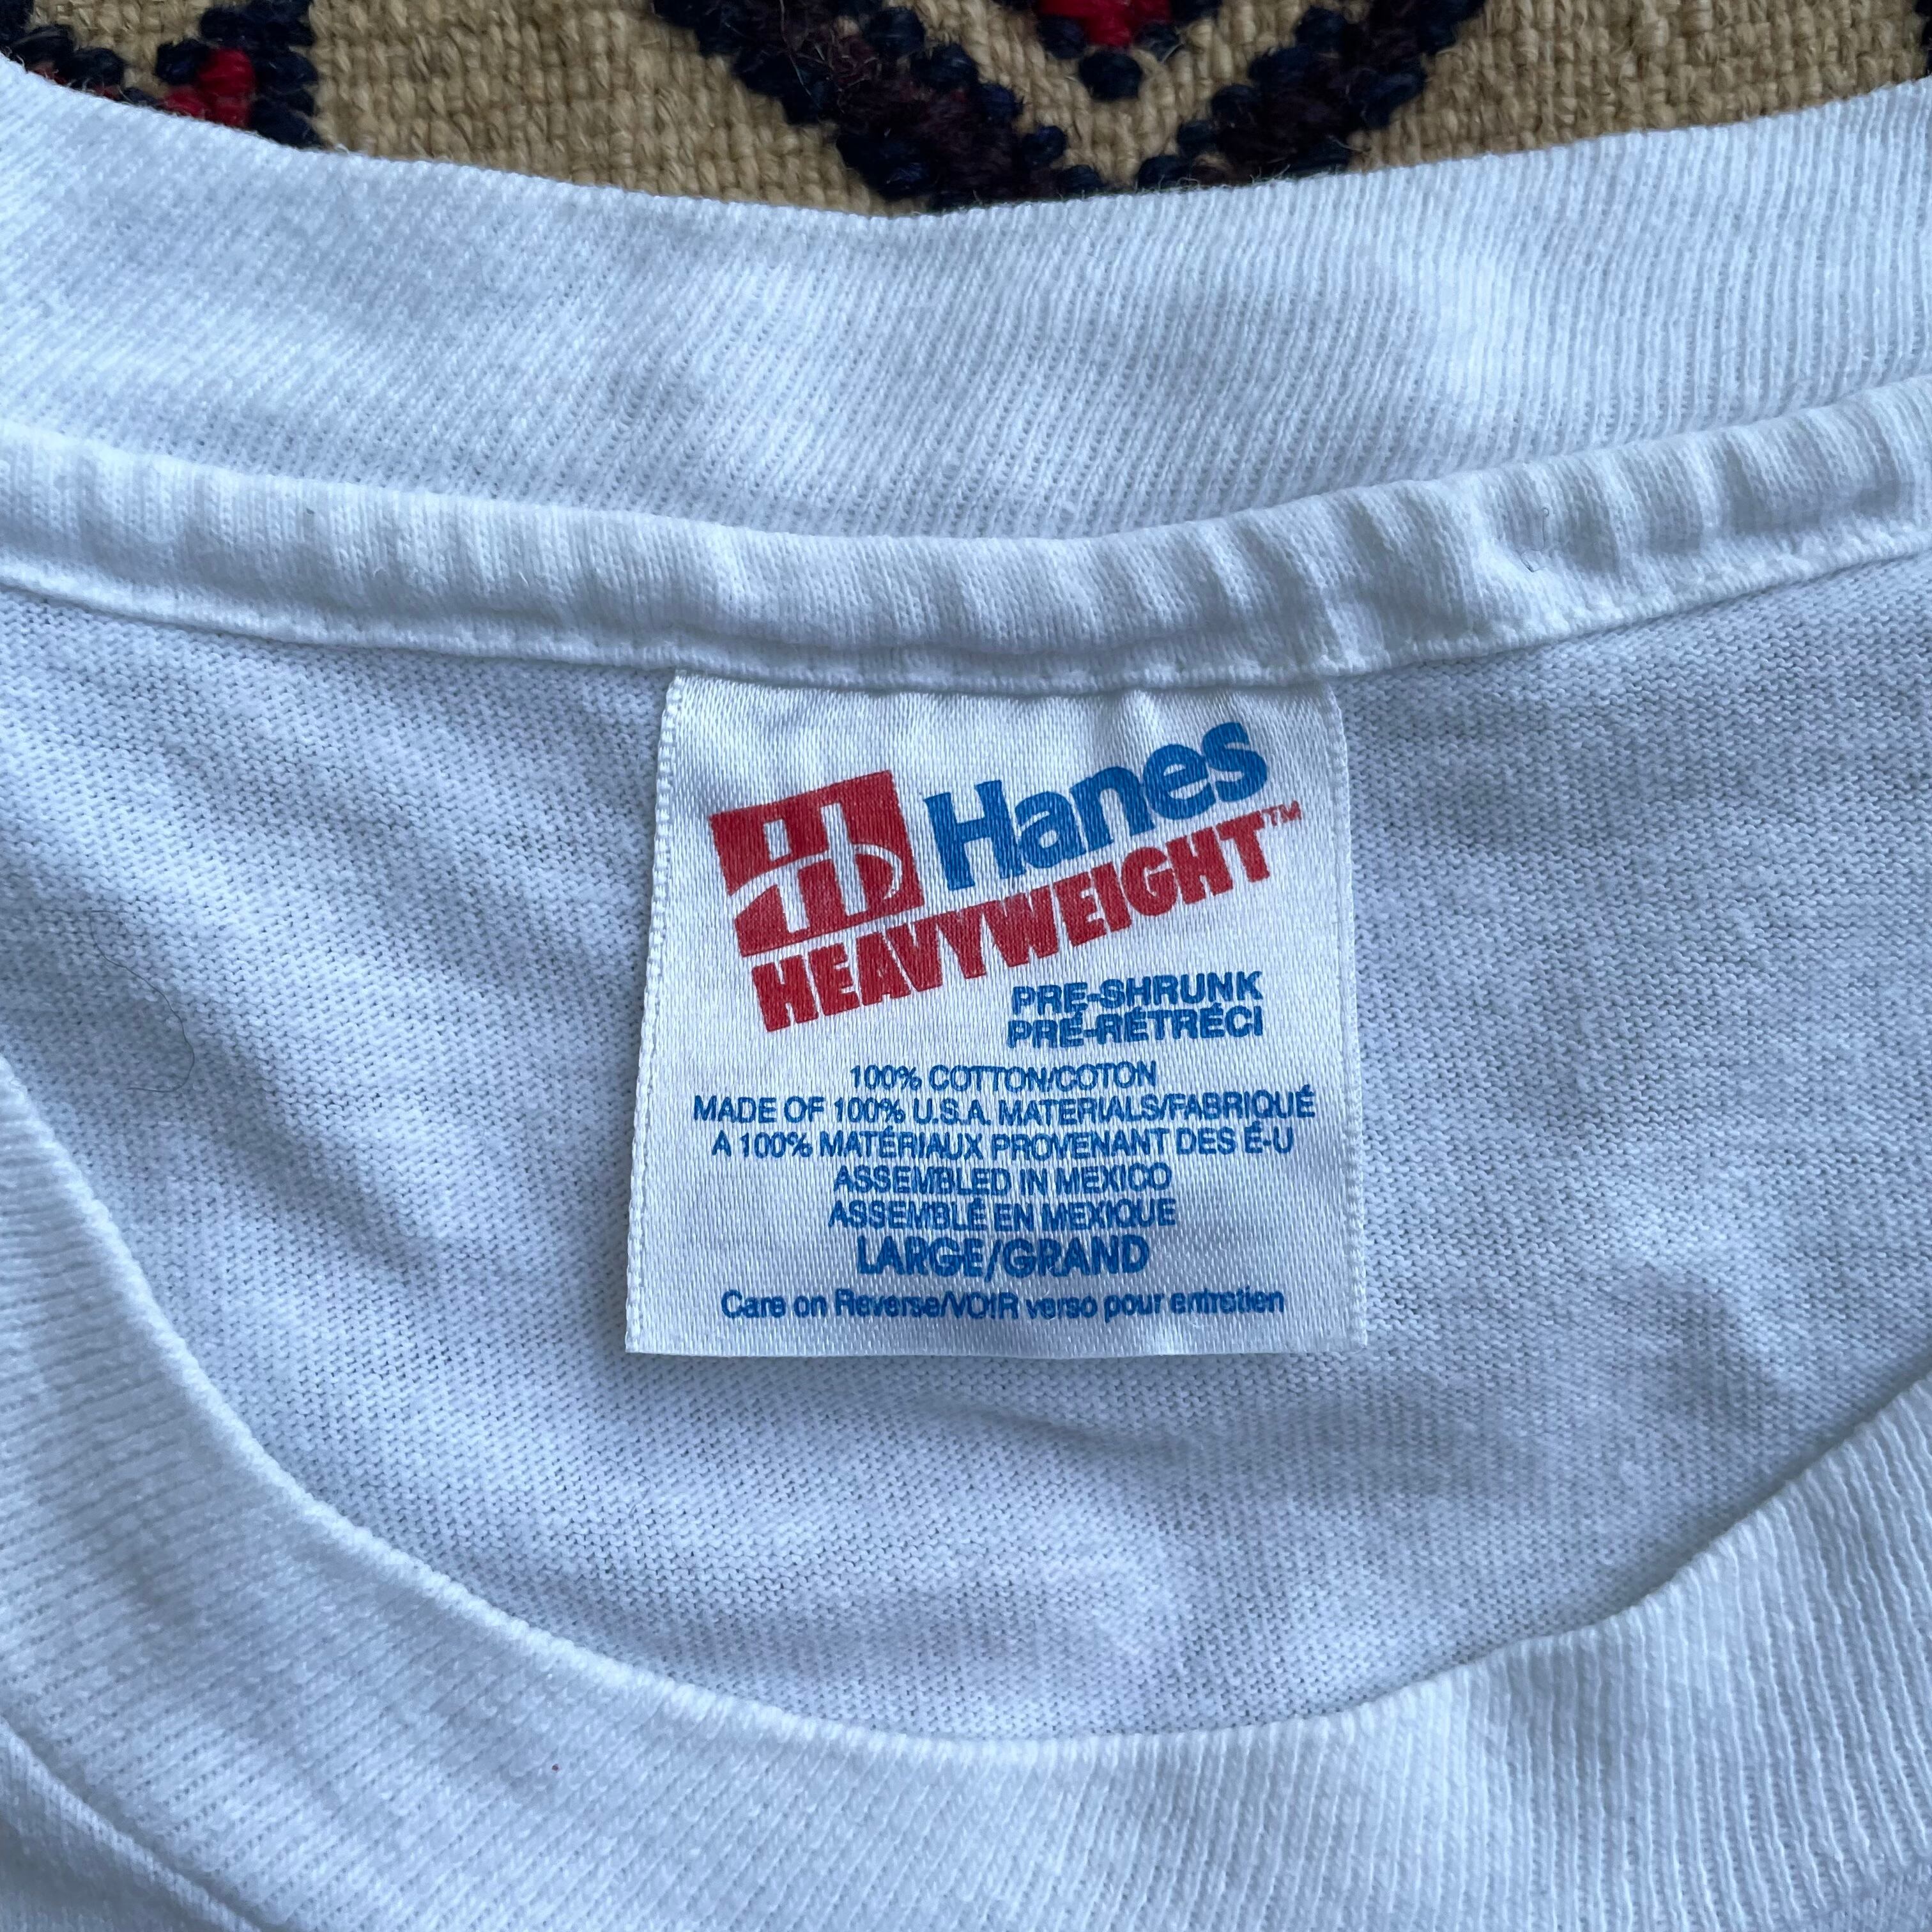 Hanes
HEAVYWEIGHT™
PRE-SHRUNK
PRÉ-RÉTRÉCI
100% COTTON/COTON
MADE OF 100% U.S.A. MATERIALS/FABRIQUÉ
A 100% MATÉRIAUX PROVENANT DES É-U
ASSEMBLED IN MEXICO
ASSEMBLÉ EN MEXIQUE
LARGE/GRAND
Care on Reverse/VOIR verso pour entretien